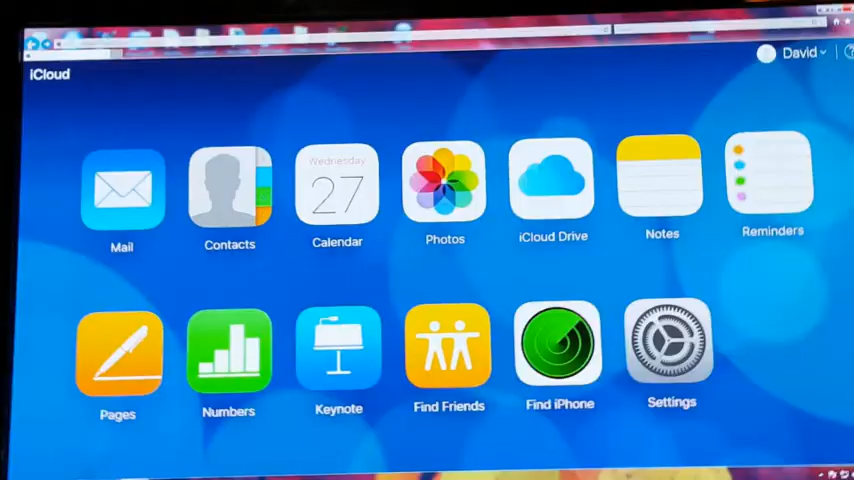 iCloud
David
Wednesday
27
Mail
Contacts
Calendar
Photos
iCloud Drive
Notes
Reminders
Pages
Numbers
Keynote
Find Friends
Find iPhone
Settings